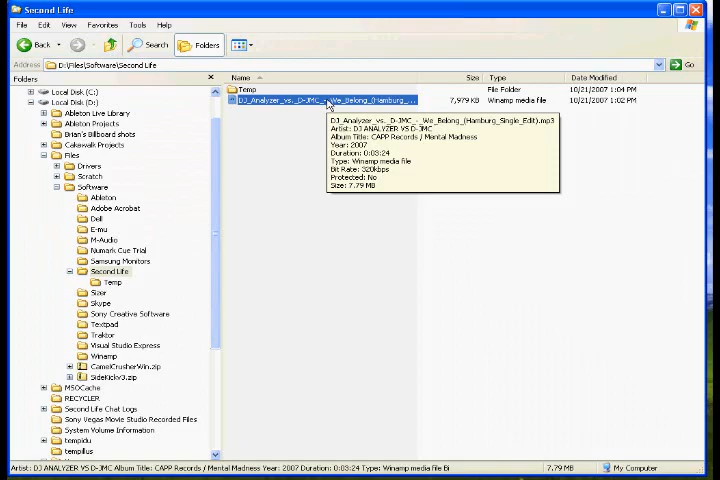 Second Life
File Edit View Favorites Tools Help
Back Search Folders
Address D:\Files\Software\Second Life Go
Folders Name Size Type Date Modified
Local Disk (C:)
Local Disk (D:)
Ableton Live Library
Ableton Projects
Brian's Billboard shots
Cakewalk Projects
Files
Drivers
Scratch
Software
Ableton
Adobe Acrobat
Dell
E-mu
M-Audio
Numark Cue Trial
Samsung Monitors
Second Life
Temp
Sizer
Skype
Sony Creative Software
Textpad
Traktor
Visual Studio Express
Winamp
CamelCrusherWin.zip
SideKickv3.zip
MSOCache
RECYCLER
Second Life Chat Logs
Sony Vegas Movie Studio Recorded Files
System Volume Information
tempidu
tempillus
Temp File Folder 10/21/2007 1:04 PM
DJ_Analyzer_vs._D-JMC_-_We_Belong_(Hamburg_... 7,979 KB Winamp media file 10/21/2007 1:02 PM
DJ_Analyzer_vs._D-JMC_-_We_Belong_(Hamburg_Single_Edit).mp3
Artist: DJ ANALYZER VS D-JMC
Album Title: CAPP Records / Mental Madness
Year: 2007
Duration: 0:03:24
Type: Winamp media file
Bit Rate: 320kbps
Protected: No
Size: 7.79 MB
Artist: DJ ANALYZER VS D-JMC Album Title: CAPP Records / Mental Madness Year: 2007 Duration: 0:03:24 Type: Winamp media file Bi 7.79 MB My Computer